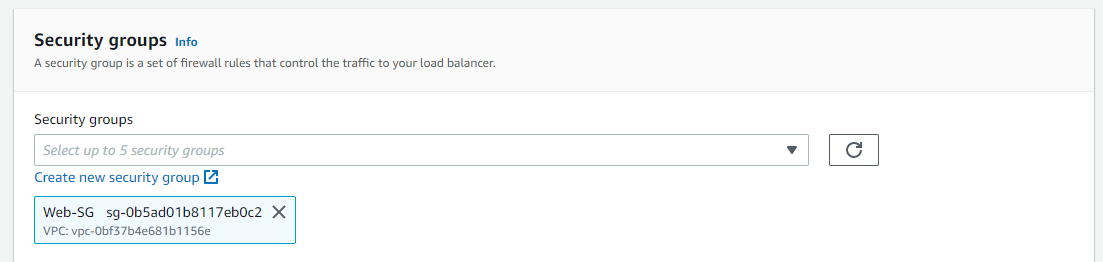 Security groups Info
A security group is a set of firewall rules that control the traffic to your load balancer.
Security groups
Select up to 5 security groups
Create new security group
Web-SG sg-0b5ad01b8117eb0c2
VPC: vpc-0bf37b4e681b1156e